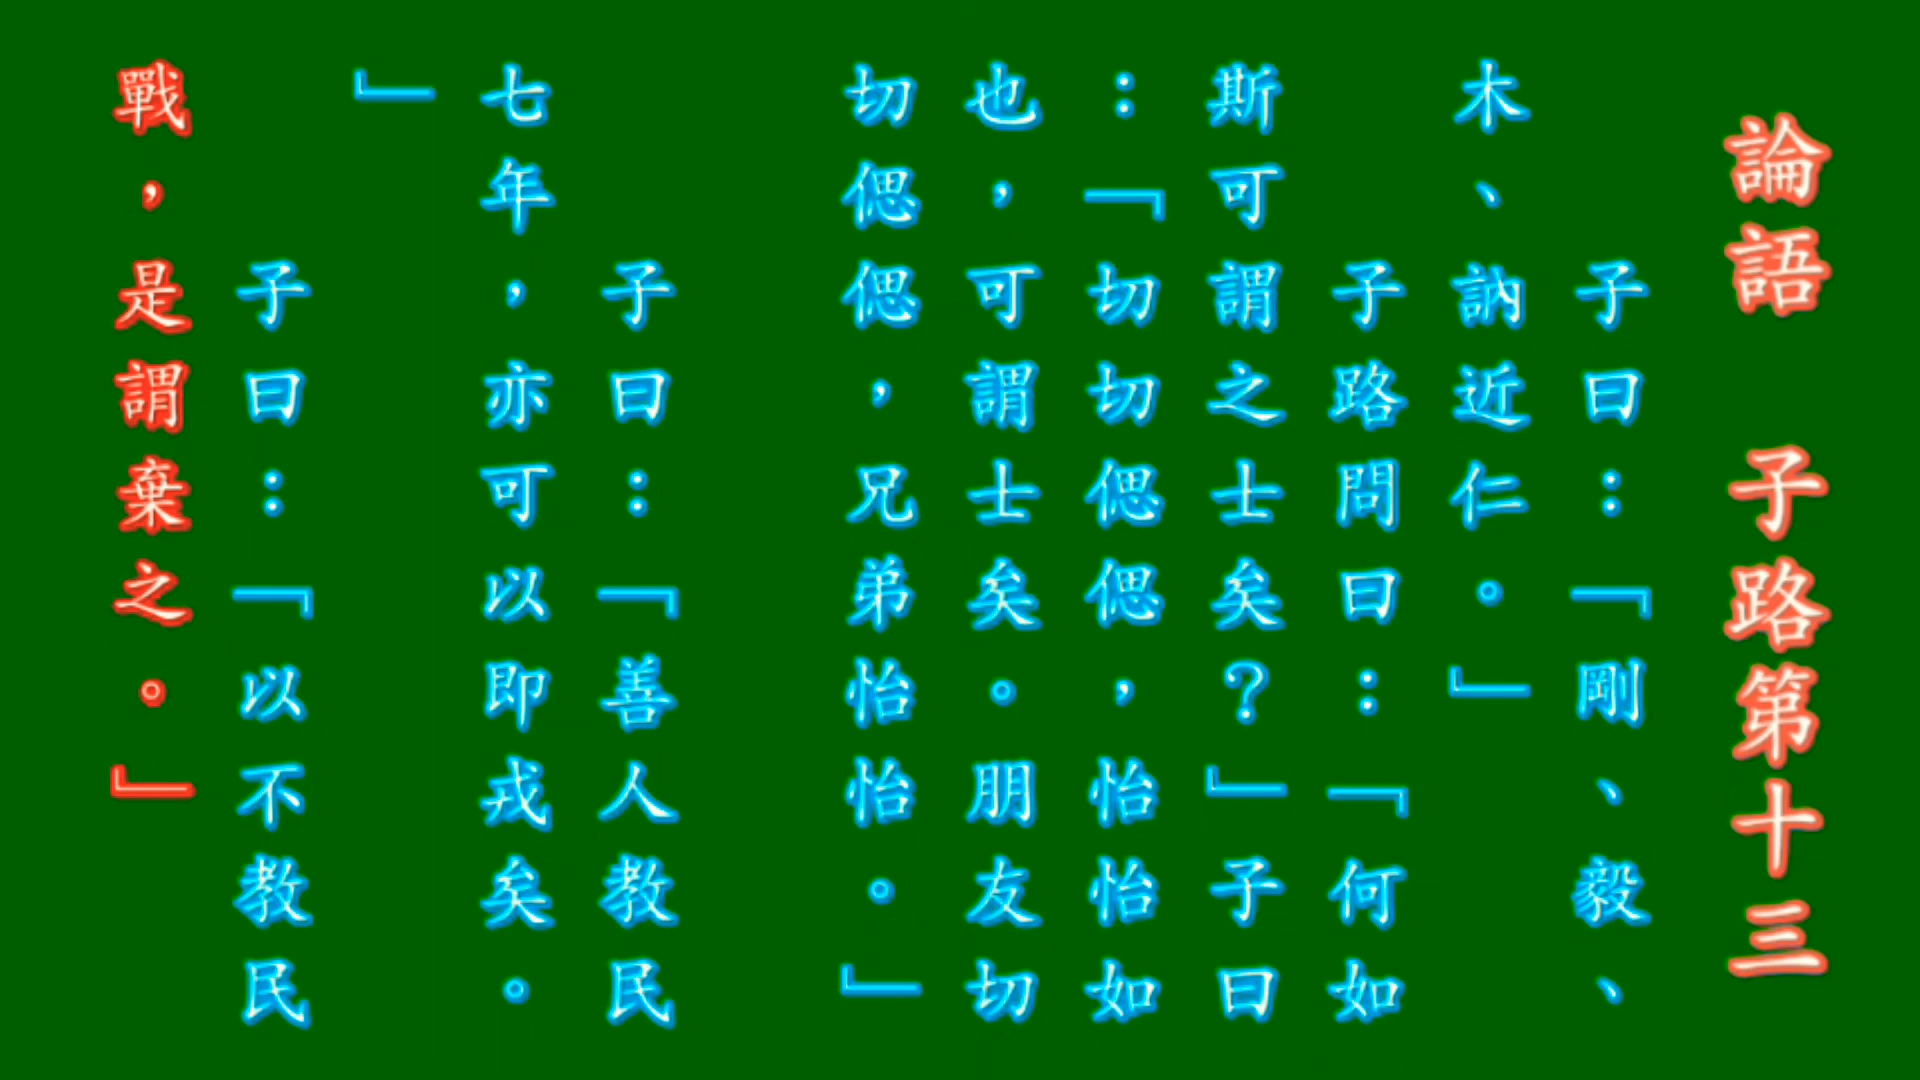 論語　子路第十三
子曰：「剛、毅、
木、訥近仁。」
子路問曰：「何如
斯可謂之士矣？」子曰
：「切切偲偲，怡怡如
也，可謂士矣。朋友切
切偲偲，兄弟怡怡。」
子曰：「善人教民
七年，亦可以即戎矣。
」
子曰：「以不教民
戰，是謂棄之。」